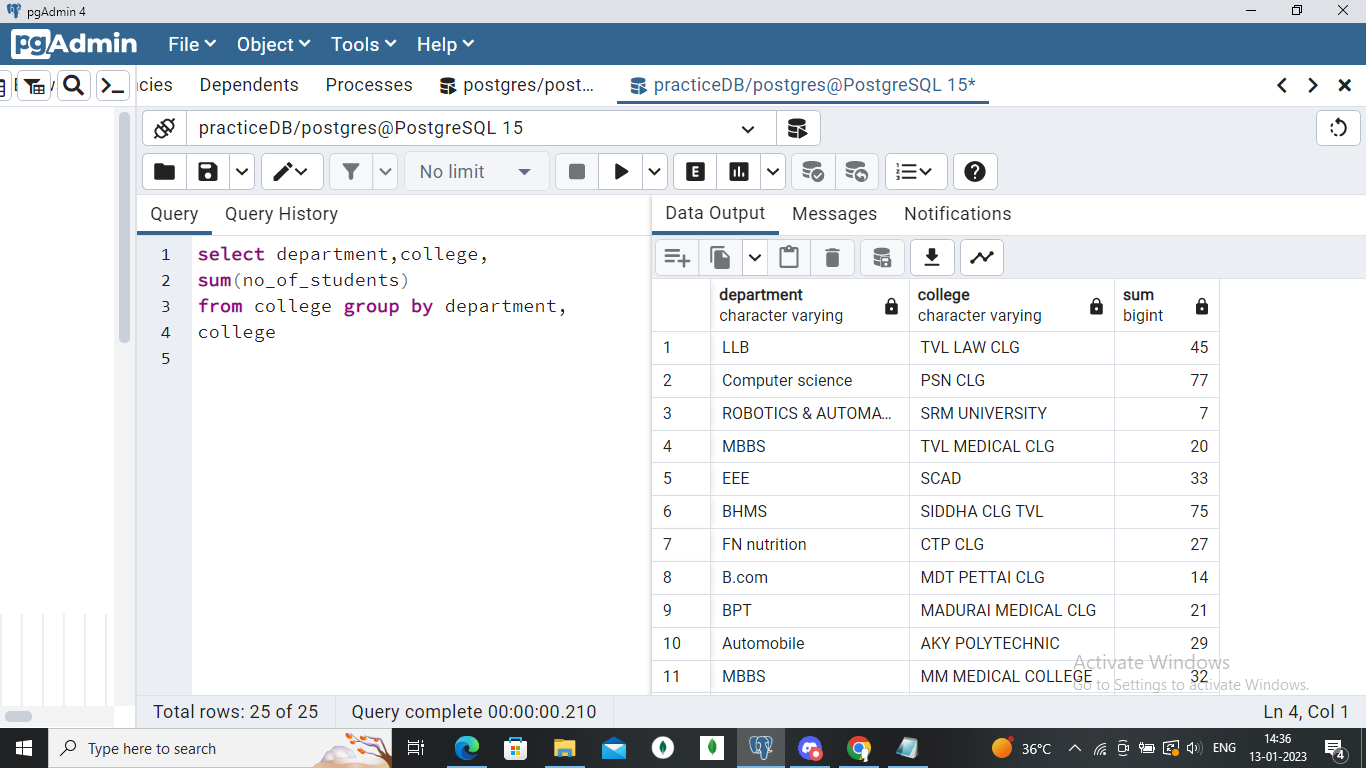 pgAdmin 4
pgAdmin
File
Object
Tools
Help
cies
Dependents
Processes
postgres/post...
practiceDB/postgres@PostgreSQL 15*
practiceDB/postgres@PostgreSQL 15
No limit
E
Query
Query History
1 select department,college,
2 sum(no_of_students)
3 from college group by department,
4 college
5
Data Output
Messages
Notifications
department character varying
college character varying
sum bigint
1 LLB TVL LAW CLG 45
2 Computer science PSN CLG 77
3 ROBOTICS & AUTOMA... SRM UNIVERSITY 7
4 MBBS TVL MEDICAL CLG 20
5 EEE SCAD 33
6 BHMS SIDDHA CLG TVL 75
7 FN nutrition CTP CLG 27
8 B.com MDT PETTAI CLG 14
9 BPT MADURAI MEDICAL CLG 21
10 Automobile AKY POLYTECHNIC 29
11 MBBS MM MEDICAL COLLEGE 32
Activate Windows
Go to Settings to activate Windows.
Total rows: 25 of 25
Query complete 00:00:00.210
Ln 4, Col 1
Type here to search
36°C
ENG
14:36
13-01-2023
4